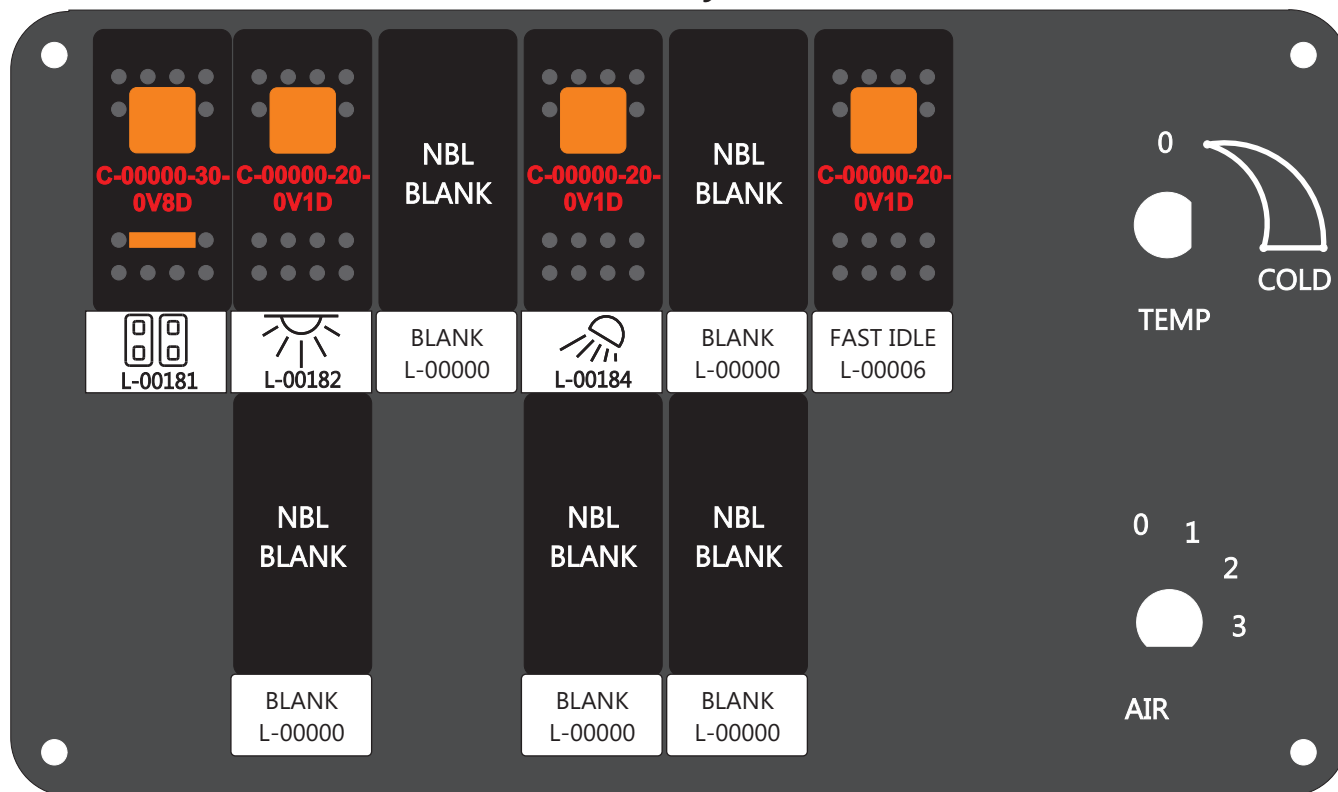 C-00000-30-
0V8D
C-00000-20-
0V1D
NBL
BLANK
C-00000-20-
0V1D
NBL
BLANK
C-00000-20-
0V1D
L-00181
L-00182
BLANK
L-00000
L-00184
BLANK
L-00000
FAST IDLE
L-00006
0
COLD
TEMP
NBL
BLANK
NBL
BLANK
NBL
BLANK
BLANK
L-00000
BLANK
L-00000
BLANK
L-00000
0
1
2
3
AIR